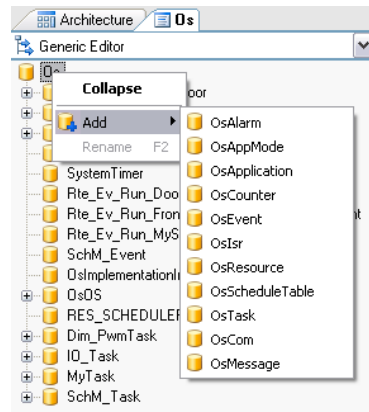 Architecture Os
Generic Editor
Os
Collapse
oor
Add
Rename F2
OsAlarm
OsAppMode
OsApplication
OsCounter
OsEvent
OsIsr
OsResource
OsScheduleTable
OsTask
OsCom
OsMessage
SystemTimer
Rte_Ev_Run_Doo
Rte_Ev_Run_Fron
Rte_Ev_Run_MyS
SchM_Event
OsImplementationI
OsOS
RES_SCHEDULER
Dim_PwmTask
IO_Task
MyTask
SchM_Task